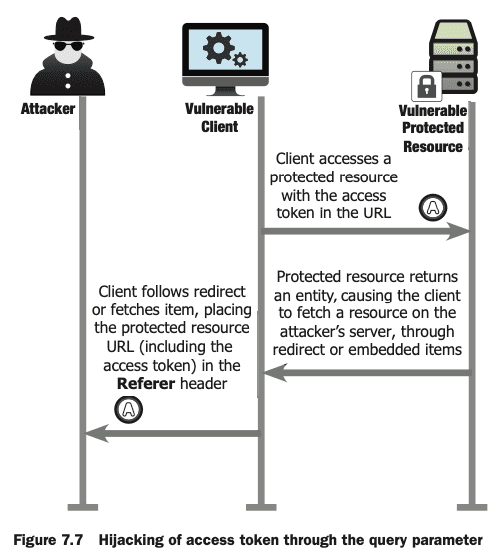 Attacker
Vulnerable
Client
Vulnerable
Protected
Resource
Client accesses a
protected resource
with the access
token in the URL
A
Protected resource returns
an entity, causing the client
to fetch a resource on the
attacker's server, through
redirect or embedded items
Client follows redirect
or fetches item, placing
the protected resource
URL (including the
access token) in the
Referer header
A
Figure 7.7 Hijacking of access token through the query parameter